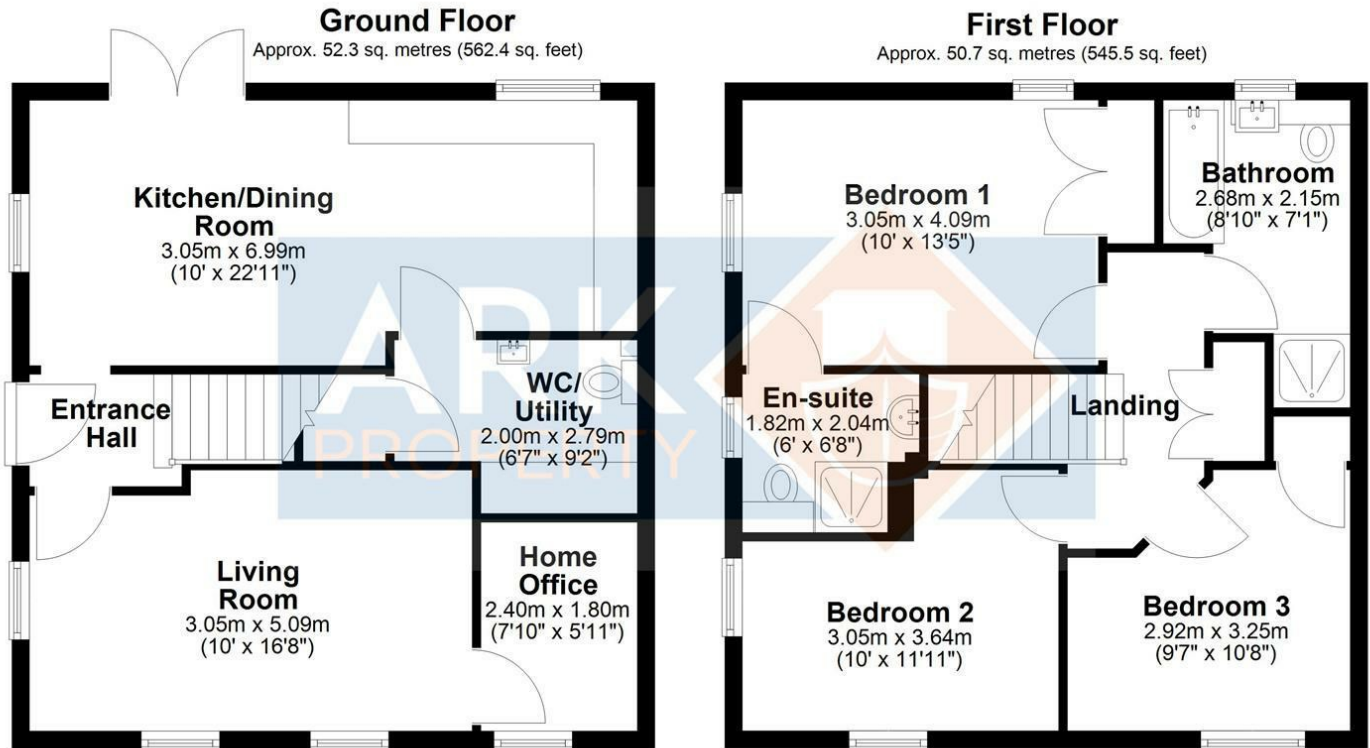 Ground Floor
Approx. 52.3 sq. metres (562.4 sq. feet)
Kitchen/Dining
Room
3.05m x 6.99m
(10' x 22'11")
Entrance
Hall
WC/
Utility
2.00m x 2.79m
(6'7" x 9'2")
Living
Room
3.05m x 5.09m
(10' x 16'8")
Home
Office
2.40m x 1.80m
(7'10" x 5'11")
First Floor
Approx. 50.7 sq. metres (545.5 sq. feet)
Bedroom 1
3.05m x 4.09m
(10' x 13'5")
Bathroom
2.68m x 2.15m
(8'10" x 7'1")
En-suite
1.82m x 2.04m
(6' x 6'8")
Landing
Bedroom 2
3.05m x 3.64m
(10' x 11'11")
Bedroom 3
2.92m x 3.25m
(9'7" x 10'8")
ARK
PROPERTY